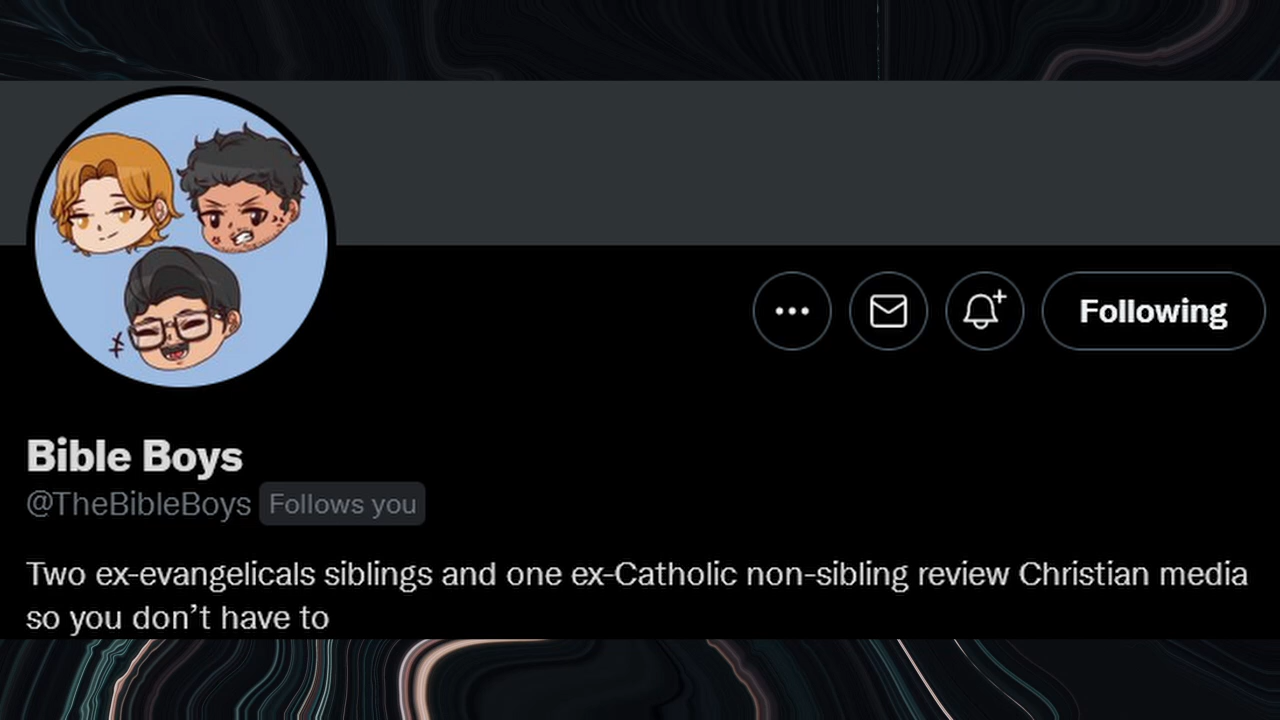 Following
Bible Boys
@TheBibleBoys Follows you
Two ex-evangelicals siblings and one ex-Catholic non-sibling review Christian media
so you don’t have to